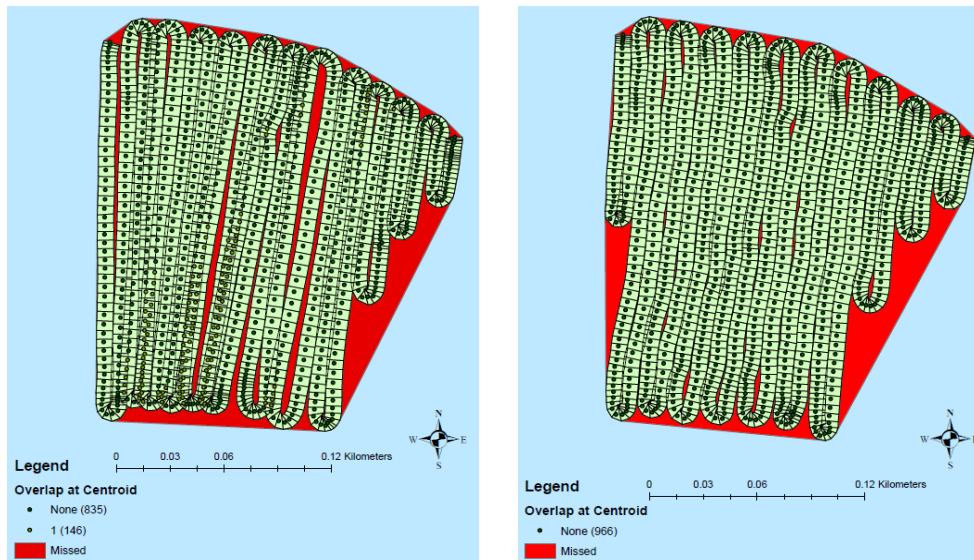 N
W E
S
Legend
0 0.03 0.06 0.12 Kilometers
Overlap at Centroid
None (835)
1 (146)
Missed
N
W
S
Legend
0 0.03 0.06 0.12 Kilometers
Overlap at Centroid
None (966)
Missed